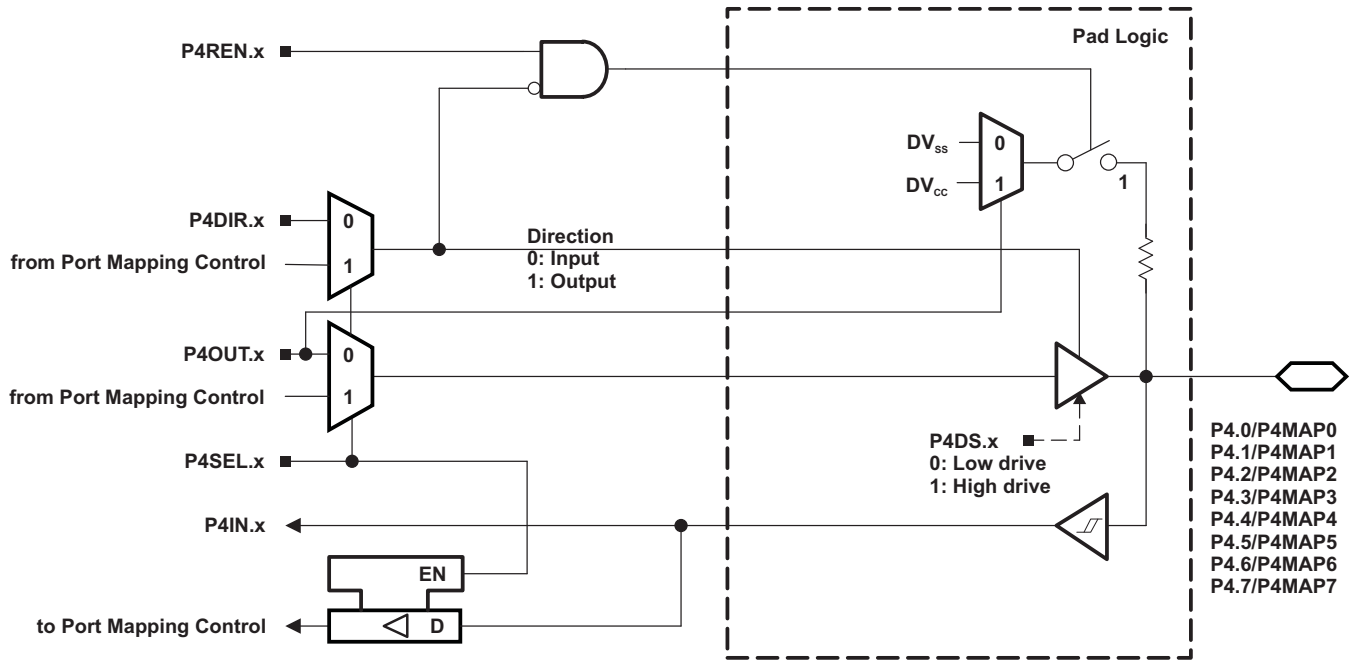 Pad Logic
P4REN.x
DVss
0
DVcc
1
1
P4DIR.x
0
from Port Mapping Control
1
Direction
0: Input
1: Output
P4OUT.x
0
from Port Mapping Control
1
P4DS.x
0: Low drive
1: High drive
P4SEL.x
P4.0/P4MAP0
P4.1/P4MAP1
P4.2/P4MAP2
P4.3/P4MAP3
P4.4/P4MAP4
P4.5/P4MAP5
P4.6/P4MAP6
P4.7/P4MAP7
P4IN.x
EN
to Port Mapping Control
D